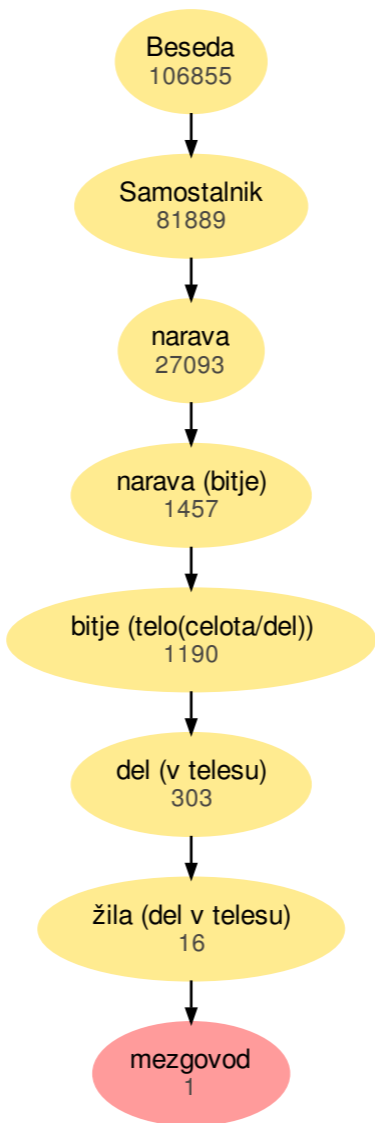 Beseda
106855
Samostalnik
81889
narava
27093
narava (bitje)
1457
bitje (telo(celota/del))
1190
del (v telesu)
303
žila (del v telesu)
16
mezgovod
1